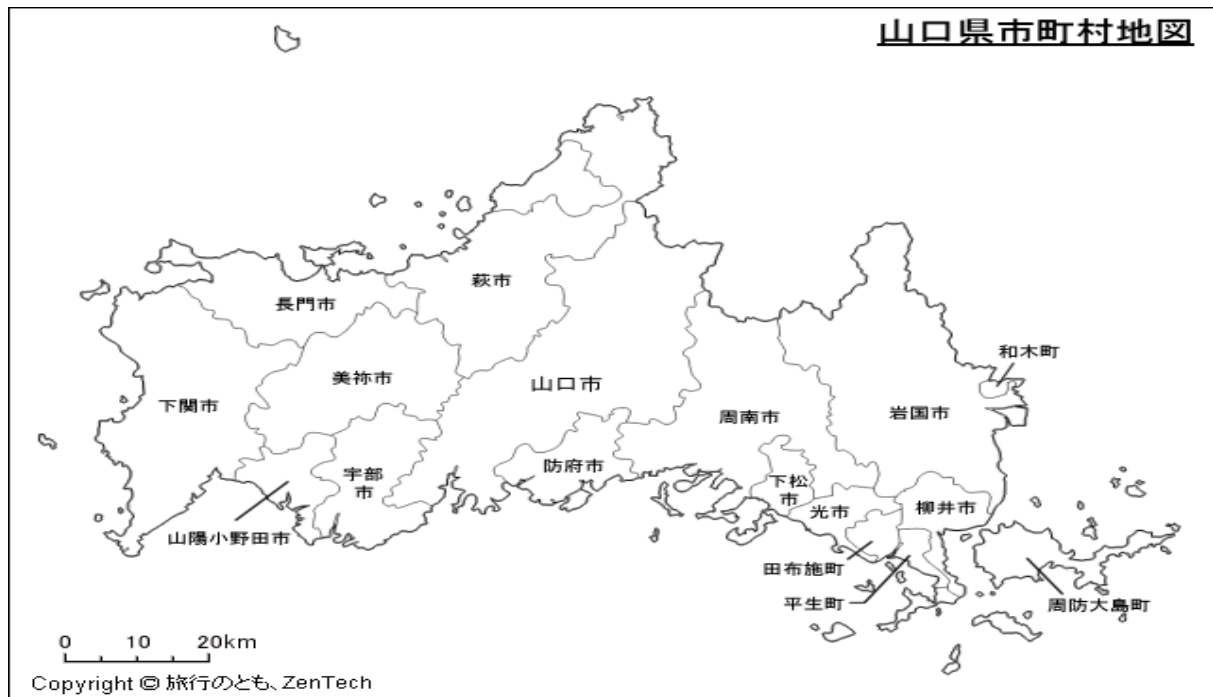 山口県市町村地図
萩市
長門市
和木町
美祢市
山口市
下関市
周南市
岩国市
防府市
宇部
市
下松
市
光市
柳井市
山陽小野田市
田布施町
平生町
周防大島町
0 10 20km
Copyright © 旅行のとも、ZenTech